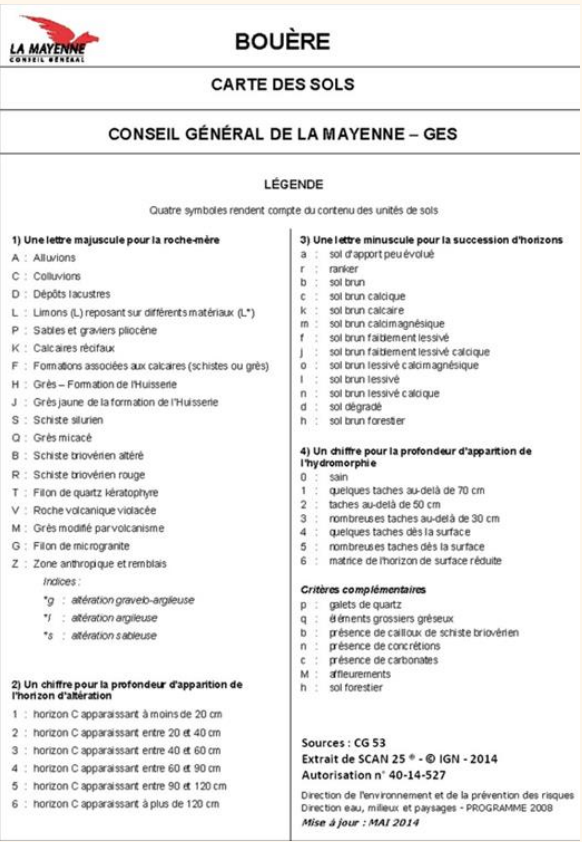 LA MAYENNE
CONSEIL GÉNÉRAL
BOUÈRE
CARTE DES SOLS
CONSEIL GÉNÉRAL DE LA MAYENNE – GES
LÉGENDE
Quatre symboles rendent compte du contenu des unités de sols
1) Une lettre majuscule pour la roche-mère
A : Alluvions
C : Colluvions
D : Dépôts lacustres
L : Limons (L) reposant sur différents matériaux (L*)
P : Sables et graviers pliocène
K : Calcaires récifaux
F : Formations associées aux calcaires (schistes ou grès)
H : Grès – Formation de l'Huisserie
J : Grès jaune de la formation de l'Huisserie
S : Schiste silurien
Q : Grès micacé
B : Schiste briovérien altéré
R : Schiste briovérien rouge
T : Filon de quartz kératophyre
V : Roche volcanique violacée
M : Grès modifié par volcanisme
G : Filon de microgranite
Z : Zone anthropique et remblais
Indices :
*g : altération gravelo-argileuse
*l : altération argileuse
*s : altération sableuse
2) Un chiffre pour la profondeur d'apparition de
l'horizon d'altération
1 : horizon C apparaissant à moins de 20 cm
2 : horizon C apparaissant entre 20 et 40 cm
3 : horizon C apparaissant entre 40 et 60 cm
4 : horizon C apparaissant entre 60 et 90 cm
5 : horizon C apparaissant entre 90 et 120 cm
6 : horizon C apparaissant à plus de 120 cm
3) Une lettre minuscule pour la succession d'horizons
a : sol d'apport peu évolué
r : ranker
b : sol brun
c : sol brun calcique
k : sol brun calcaire
m : sol brun calcimagnésique
f : sol brun faiblement lessivé
j : sol brun faiblement lessivé calcique
o : sol brun lessivé calcimagnésique
l : sol brun lessivé
n : sol brun lessivé calcique
d : sol dégradé
h : sol brun forestier
4) Un chiffre pour la profondeur d'apparition de
l'hydromorphie
0 : sain
1 : quelques taches au-delà de 70 cm
2 : taches au-delà de 50 cm
3 : nombreuses taches au-delà de 30 cm
4 : quelques taches dès la surface
5 : nombreuses taches dès la surface
6 : matrice de l'horizon de surface réduite
Critères complémentaires
p : galets de quartz
q : éléments grossiers gréseux
b : présence de cailloux de schiste briovérien
n : présence de concrétions
c : présence de carbonates
M : affleurements
h : sol forestier
Sources : CG 53
Extrait de SCAN 25 ® - © IGN - 2014
Autorisation n° 40-14-527
Direction de l'environnement et de la prévention des risques
Direction eau, milieux et paysages - PROGRAMME 2008
Mise à jour : MAI 2014